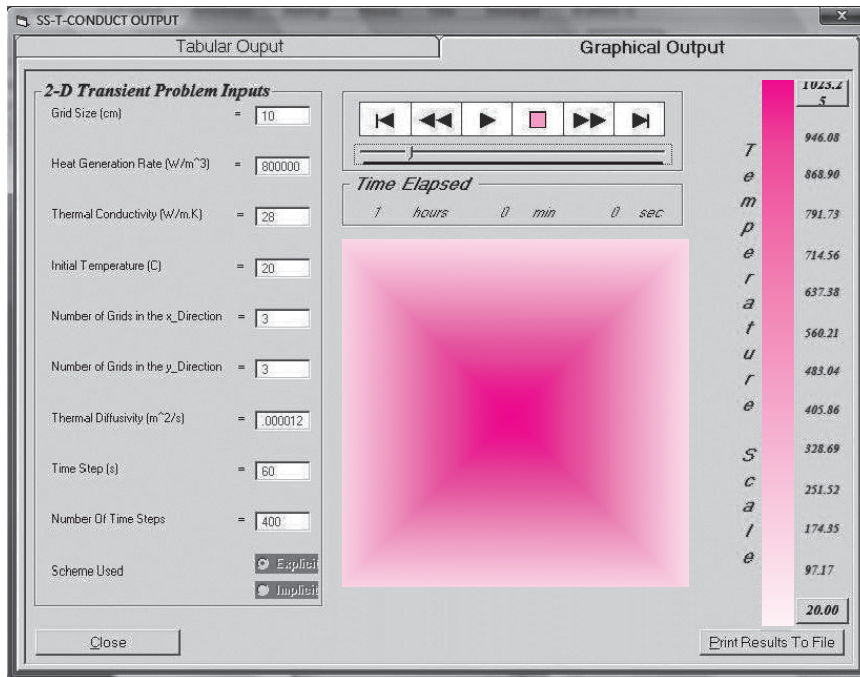 SS-T-CONDUCT OUTPUT
Tabular Ouput
Graphical Output
2-D Transient Problem Inputs
Grid Size (cm) = 10
Heat Generation Rate (W/m^3) = 800000
Thermal Conductivity (W/m.K) = 28
Initial Temperature (C) = 20
Number of Grids in the x_Direction = 3
Number of Grids in the y_Direction = 3
Thermal Diffusivity (m^2/s) = .000012
Time Step (s) = 60
Number Of Time Steps = 400
Scheme Used
Explicit
Implicit
Close
Time Elapsed
1 hours 0 min 0 sec
Temperature Scale
1023.2
5
946.08
868.90
791.73
714.56
637.38
560.21
483.04
405.86
328.69
251.52
174.35
97.17
20.00
Print Results To File